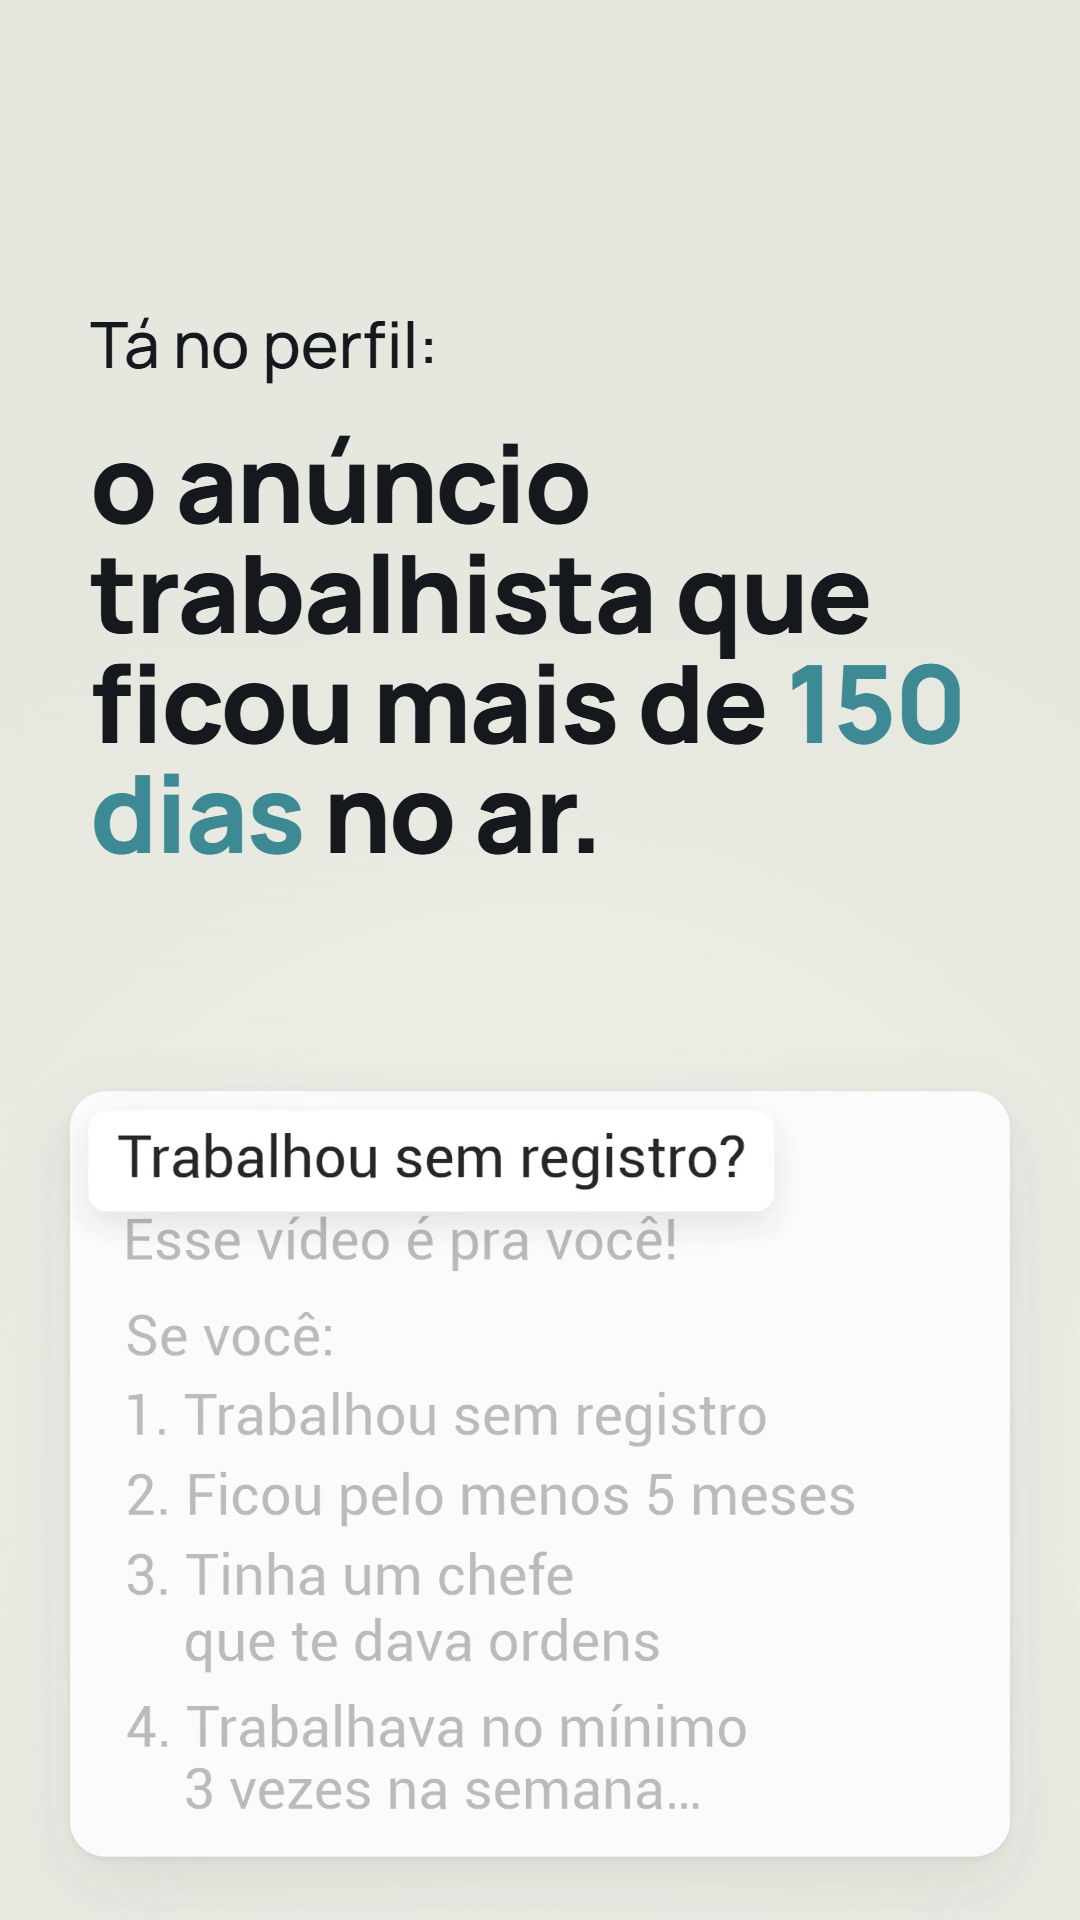 Tá no perfil:
o anúncio
trabalhista que
ficou mais de 150
dias no ar.
Trabalhou sem registro?
Esse vídeo é pra você!
Se você:
1. Trabalhou sem registro
2. Ficou pelo menos 5 meses
3. Tinha um chefe
que te dava ordens
4. Trabalhava no mínimo
3 vezes na semana...